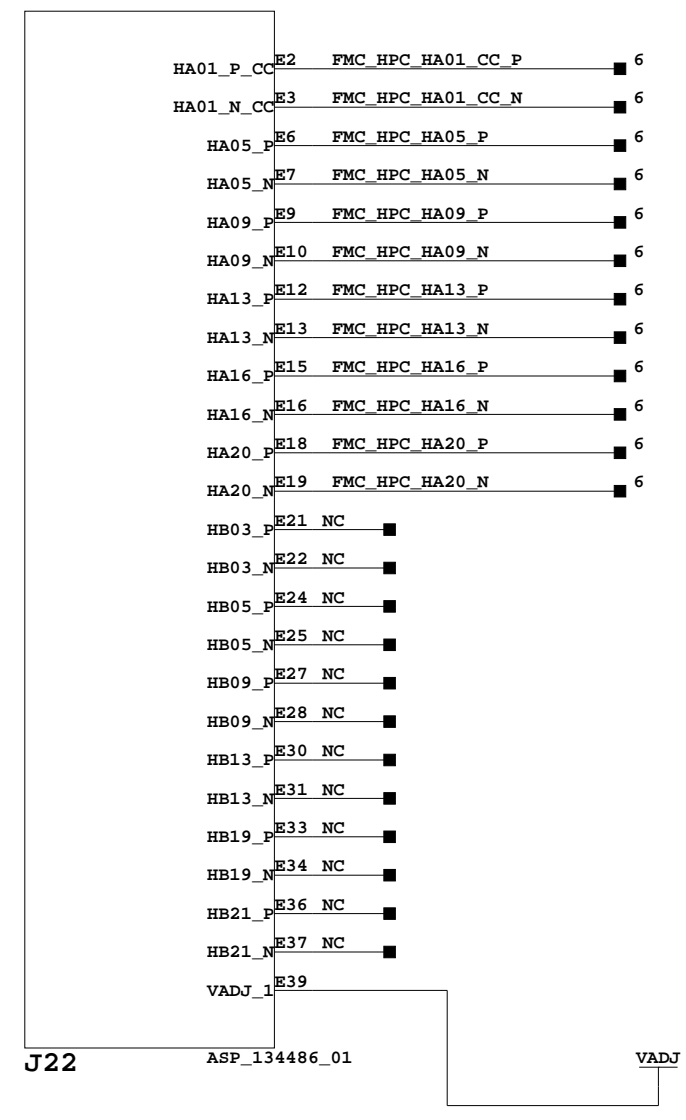 HA01_P_CC E2 FMC_HPC_HA01_CC_P 6
HA01_N_CC E3 FMC_HPC_HA01_CC_N 6
HA05_P E6 FMC_HPC_HA05_P 6
HA05_N E7 FMC_HPC_HA05_N 6
HA09_P E9 FMC_HPC_HA09_P 6
HA09_N E10 FMC_HPC_HA09_N 6
HA13_P E12 FMC_HPC_HA13_P 6
HA13_N E13 FMC_HPC_HA13_N 6
HA16_P E15 FMC_HPC_HA16_P 6
HA16_N E16 FMC_HPC_HA16_N 6
HA20_P E18 FMC_HPC_HA20_P 6
HA20_N E19 FMC_HPC_HA20_N 6
HB03_P E21 NC
HB03_N E22 NC
HB05_P E24 NC
HB05_N E25 NC
HB09_P E27 NC
HB09_N E28 NC
HB13_P E30 NC
HB13_N E31 NC
HB19_P E33 NC
HB19_N E34 NC
HB21_P E36 NC
HB21_N E37 NC
VADJ_1 E39
J22 ASP_134486_01 VADJ